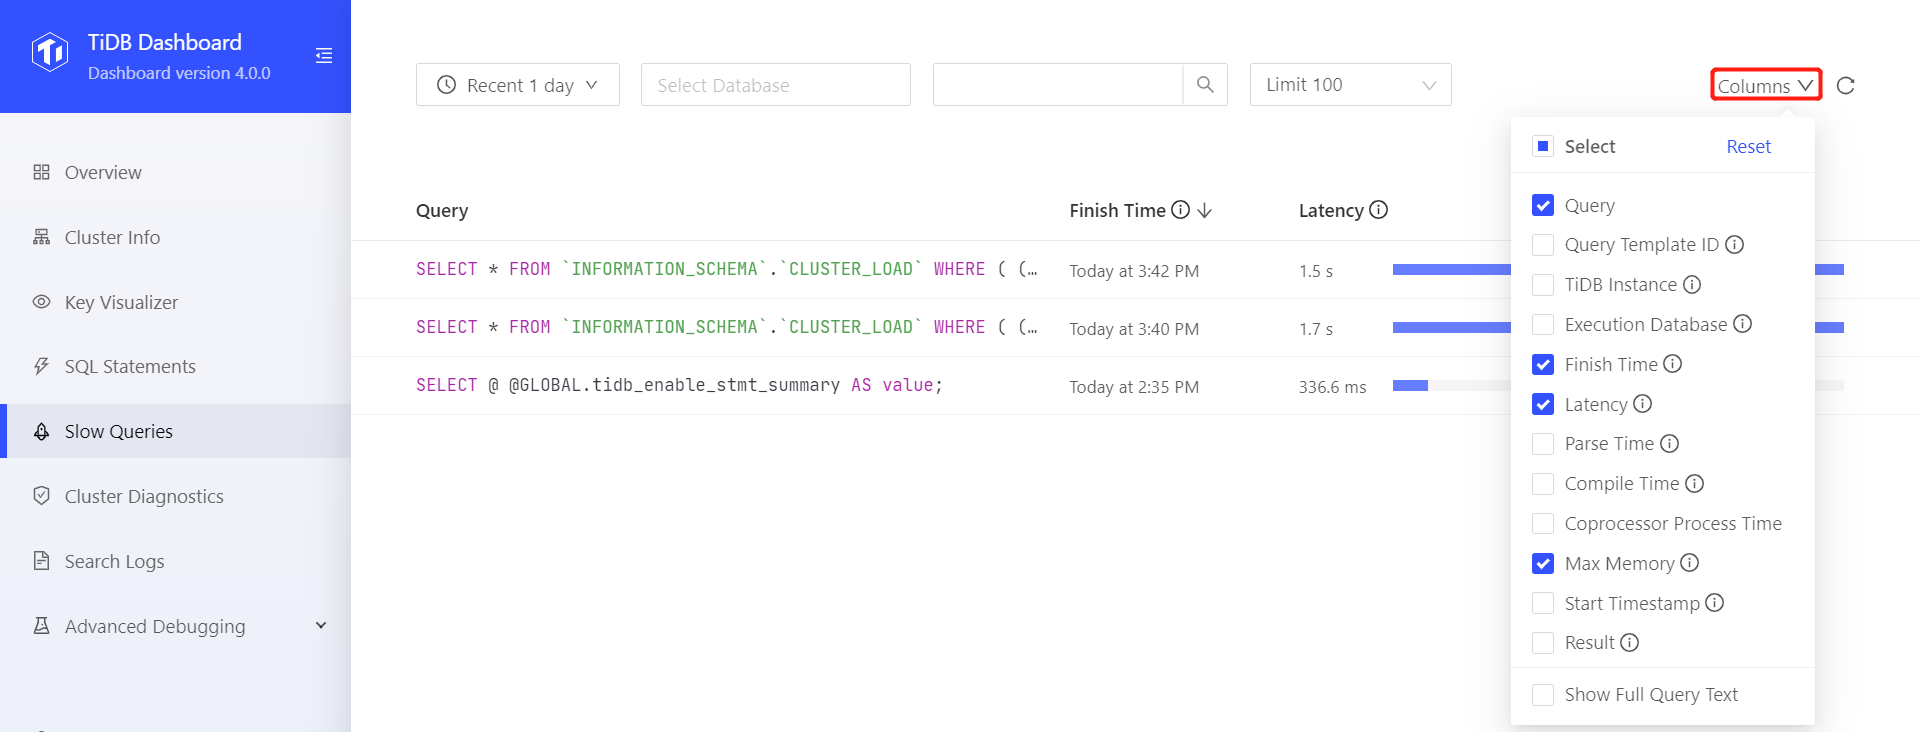 TiDB Dashboard
Dashboard version 4.0.0
Overview
Cluster Info
Key Visualizer
SQL Statements
Slow Queries
Cluster Diagnostics
Search Logs
Advanced Debugging
Recent 1 day
Select Database
Limit 100
Columns
Query
Finish Time
Latency
SELECT * FROM `INFORMATION_SCHEMA`.`CLUSTER_LOAD` WHERE ( (…
Today at 3:42 PM
1.5 s
SELECT * FROM `INFORMATION_SCHEMA`.`CLUSTER_LOAD` WHERE ( (…
Today at 3:40 PM
1.7 s
SELECT @ @GLOBAL.tidb_enable_stmt_summary AS value;
Today at 2:35 PM
336.6 ms
Select
Reset
Query
Query Template ID
TiDB Instance
Execution Database
Finish Time
Latency
Parse Time
Compile Time
Coprocessor Process Time
Max Memory
Start Timestamp
Result
Show Full Query Text